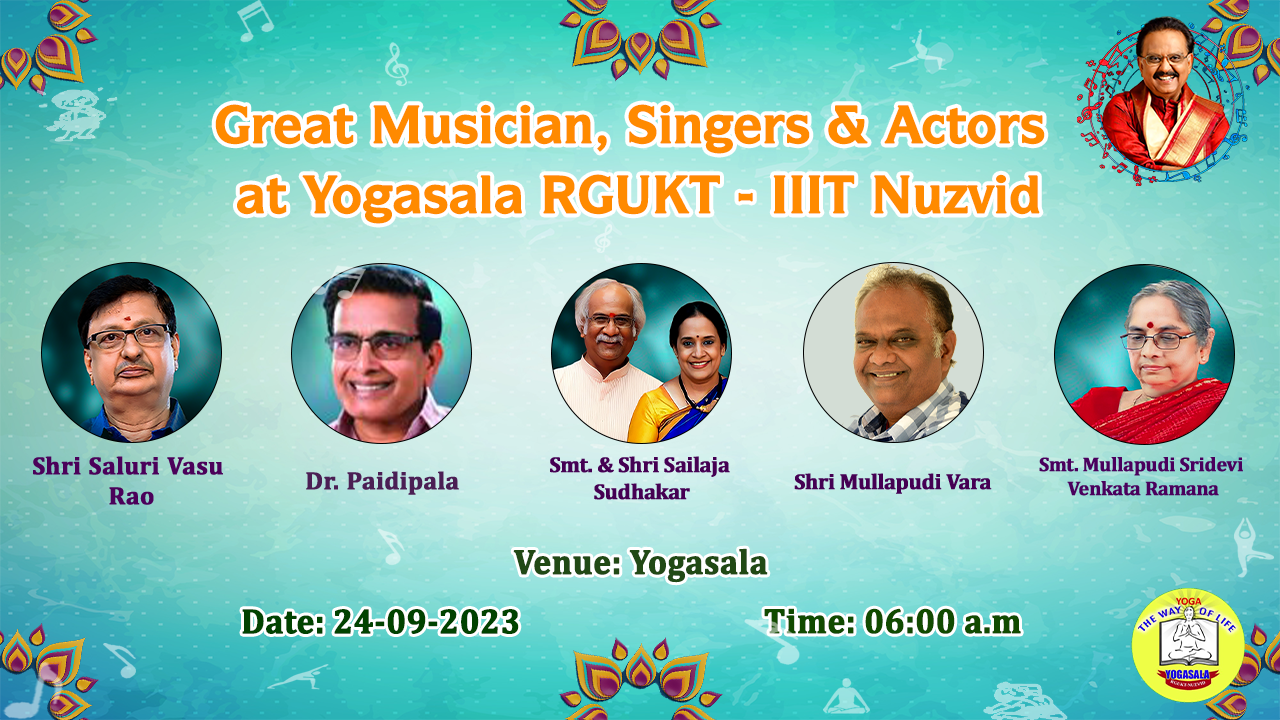 Great Musician, Singers & Actors
at Yogasala RGUKT - IIIT Nuzvid
Shri Saluri Vasu
Rao
Dr. Paidipala
Smt. & Shri Sailaja
Sudhakar
Shri Mullapudi Vara
Smt. Mullapudi Sridevi
Venkata Ramana
Venue: Yogasala
Date: 24-09-2023
Time: 06:00 a.m
YOGA
THE WAY OF LIFE
YOGASALA
RGUKT-NUZVID